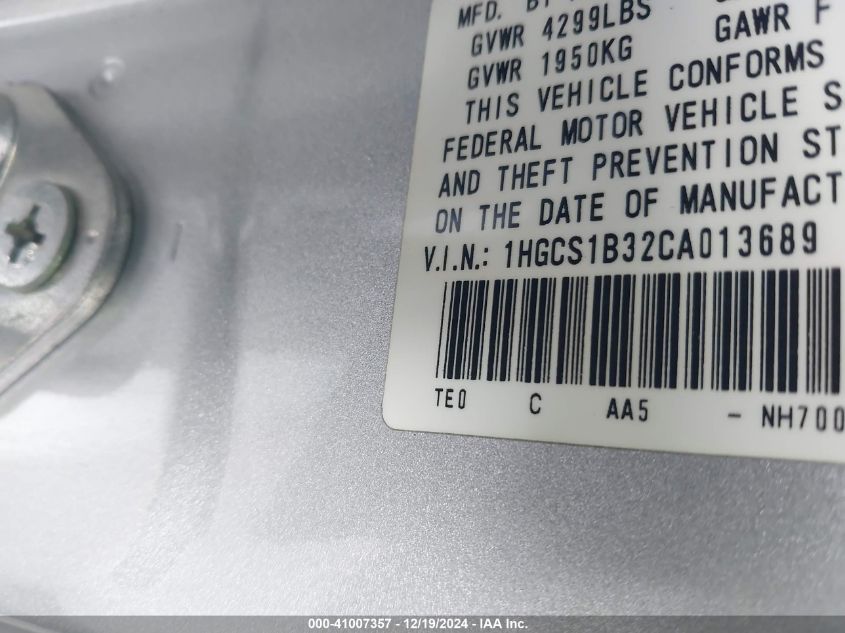 MFD. BY
GVWR 4299LBS
GVWR 1950KG GAWR F
THIS VEHICLE CONFORMS
FEDERAL MOTOR VEHICLE S
AND THEFT PREVENTION ST
ON THE DATE OF MANUFACT
V.I.N.: 1HGCS1B32CA013689
TE0 C AA5 - NH700
000-41007357 - 12/19/2024 - IAA Inc.